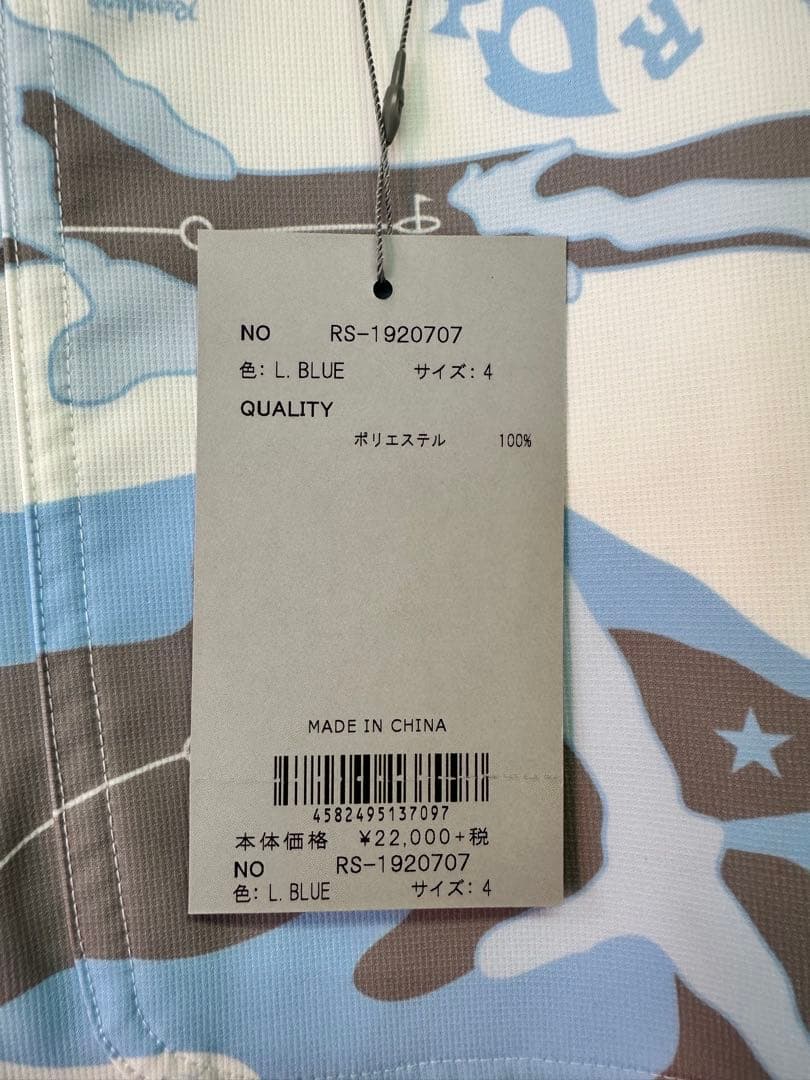 R
NO RS-1920707
色: L. BLUE サイズ: 4
QUALITY
ポリエステル 100%
MADE IN CHINA
4582495137097
本体価格 ¥22,000+税
NO RS-1920707
色: L. BLUE サイズ: 4